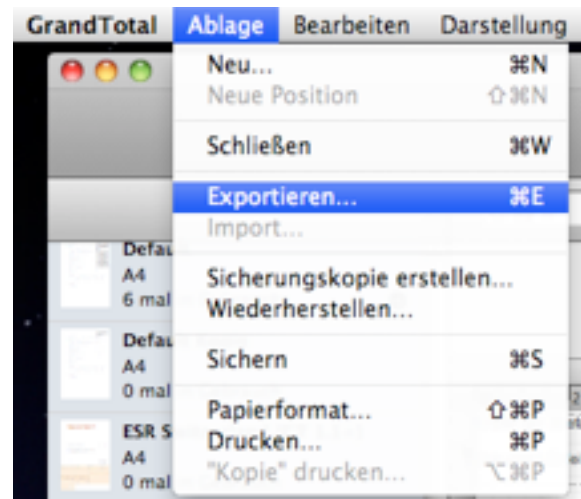 GrandTotal Ablage Bearbeiten Darstellung
Neu... ⌘N
Neue Position ⇧⌘N
Schließen ⌘W
Exportieren... ⌘E
Import...
Sicherungskopie erstellen...
Wiederherstellen...
Sichern ⌘S
Papierformat... ⇧⌘P
Drucken... ⌘P
"Kopie" drucken... ⌥⌘P
A4
6 mal
A4
0 mal
ESR S
A4
0 mal